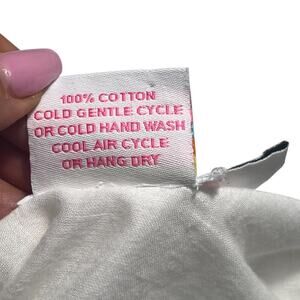 100% COTTON
COLD GENTLE CYCLE
OR COLD HAND WASH
COOL AIR CYCLE
OR HANG DRY